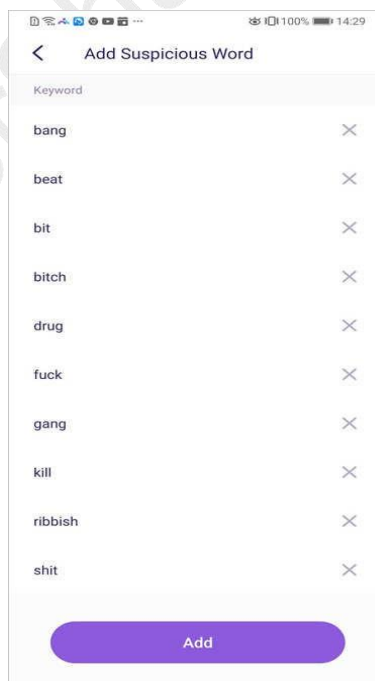 100% 14:29
Add Suspicious Word
Keyword
bang
beat
bit
bitch
drug
fuck
gang
kill
ribbish
shit
Add